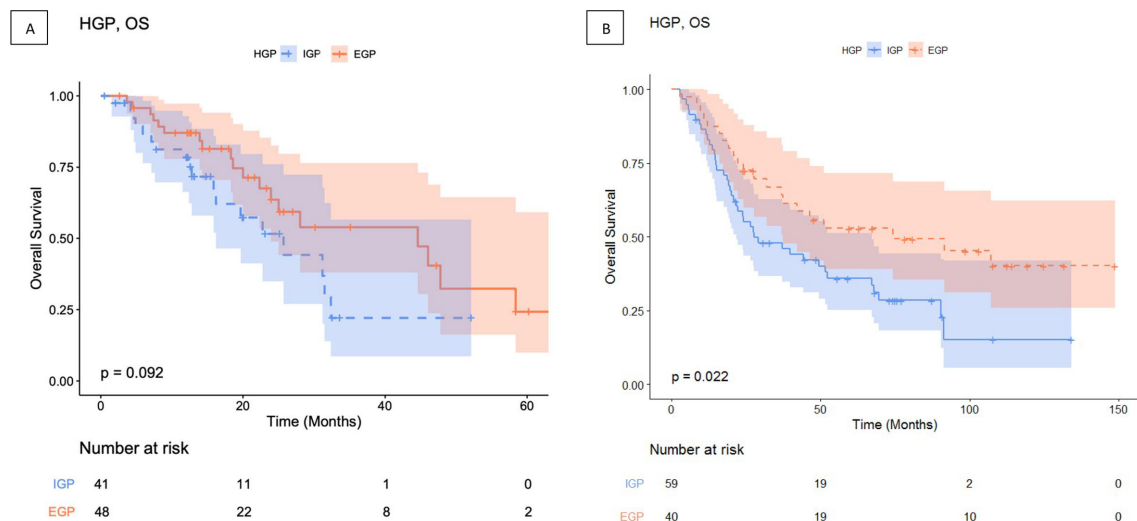 A
HGP, OS
HGP IGP EGP
1.00
0.75
0.50
0.25
0.00
Overall Survival
p = 0.092
0 20 40 60
Time (Months)
Number at risk
IGP 41 11 1 0
EGP 48 22 8 2
B
HGP, OS
HGP IGP EGP
1.00
0.75
0.50
0.25
0.00
Overall Survival
p = 0.022
0 50 100 150
Time (Months)
Number at risk
IGP 59 19 2 0
EGP 40 19 10 0